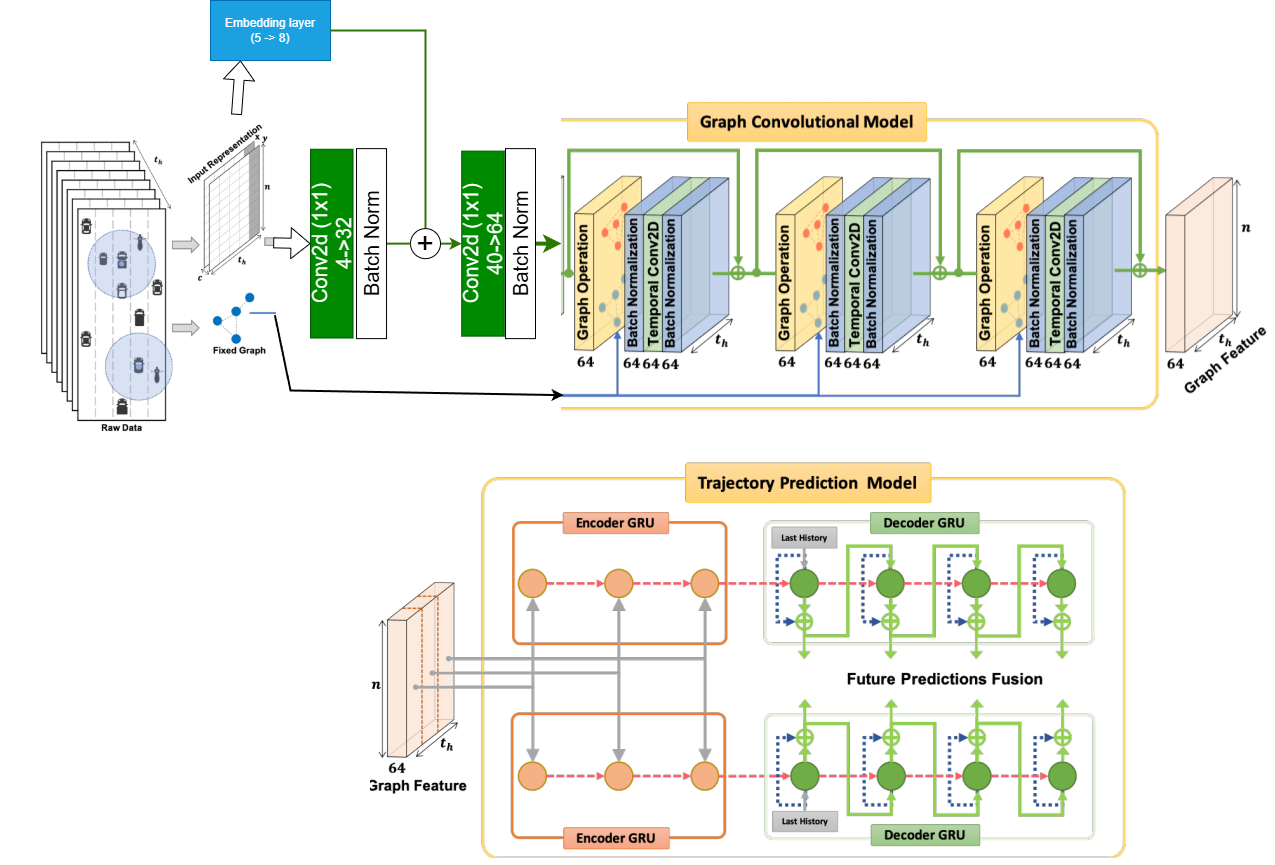 Embedding layer
(5 -> 8)
Graph Convolutional Model
Input Representation
x y
n
t_h
c
t_h
Raw Data
Fixed Graph
Conv2d (1x1)
4->32
Batch Norm
+
Conv2d (1x1)
40->64
Batch Norm
Graph Operation
Batch Normalization
Temporal Conv2D
Batch Normalization
64
64 64 64
t_h
Graph Operation
Batch Normalization
Temporal Conv2D
Batch Normalization
64
64 64 64
t_h
Graph Operation
Batch Normalization
Temporal Conv2D
Batch Normalization
64
64 64 64
t_h
n
64
t_h
Graph Feature
Trajectory Prediction Model
Encoder GRU
Decoder GRU
Last History
n
64
t_h
Graph Feature
Future Predictions Fusion
Last History
Encoder GRU
Decoder GRU